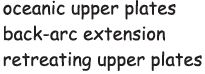 oceanic upper plates
back-arc extension
retreating upper plates